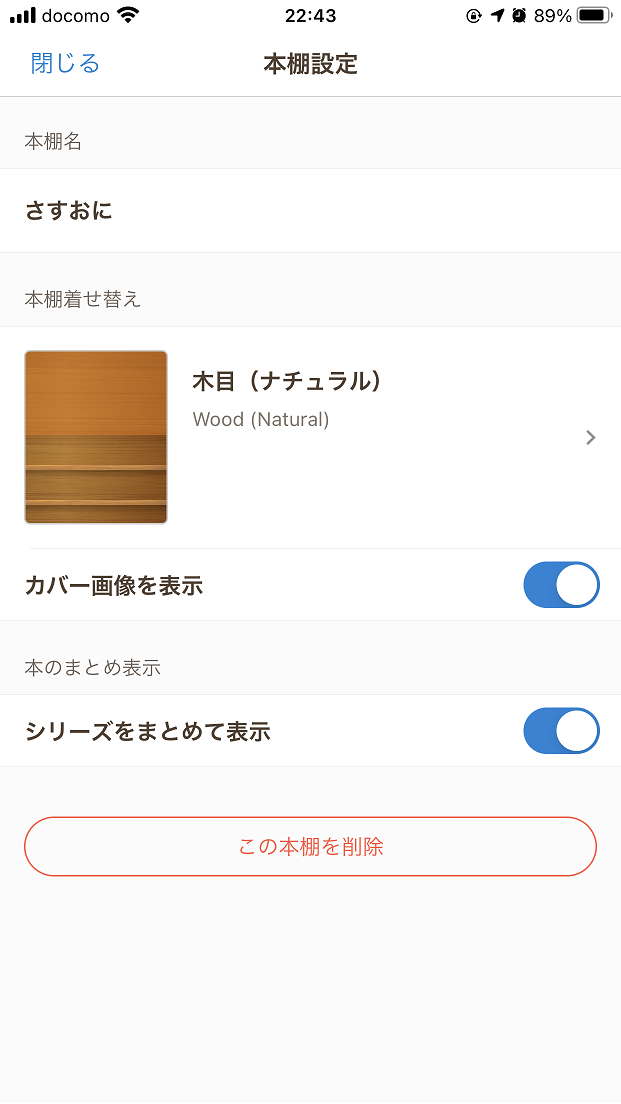 docomo 22:43 89%
閉じる 本棚設定
本棚名
さすおに
本棚着せ替え
木目（ナチュラル）
Wood (Natural)
カバー画像を表示
本のまとめ表示
シリーズをまとめて表示
この本棚を削除